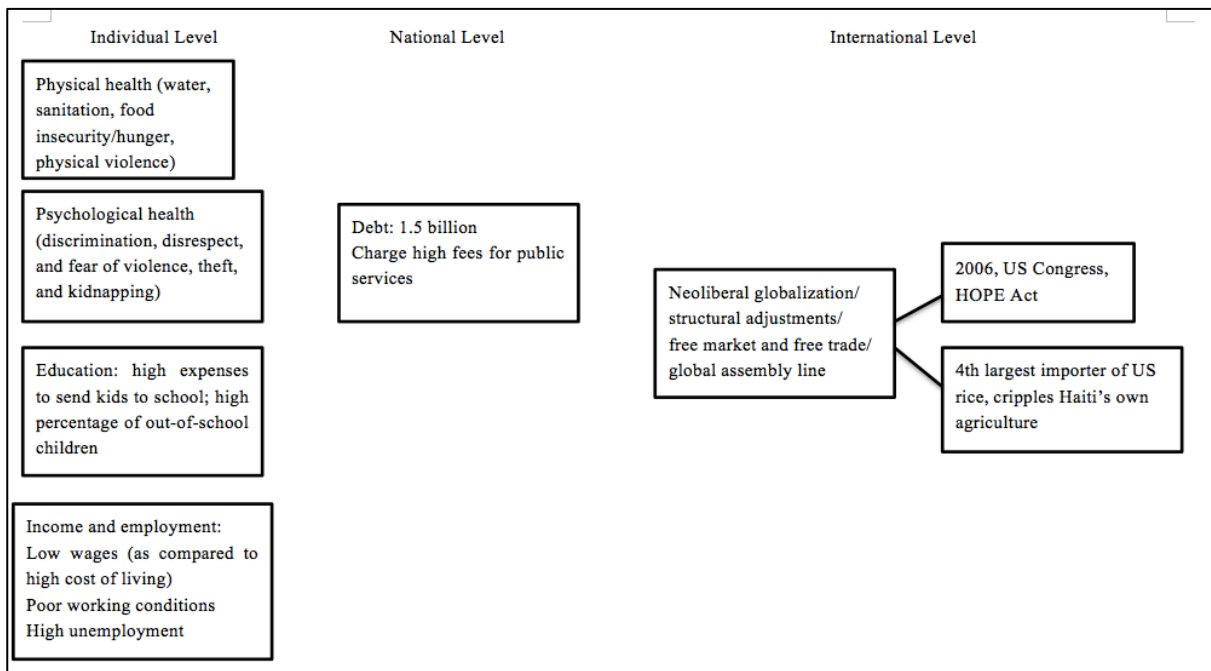 Individual Level
National Level
International Level
Physical health (water,
sanitation, food
insecurity/hunger,
physical violence)
Psychological health
(discrimination, disrespect,
and fear of violence, theft,
and kidnapping)
Education: high expenses
to send kids to school; high
percentage of out-of-school
children
Income and employment:
Low wages (as compared to
high cost of living)
Poor working conditions
High unemployment
Debt: 1.5 billion
Charge high fees for public
services
Neoliberal globalization/
structural adjustments/
free market and free trade/
global assembly line
2006, US Congress,
HOPE Act
4th largest importer of US
rice, cripples Haiti's own
agriculture